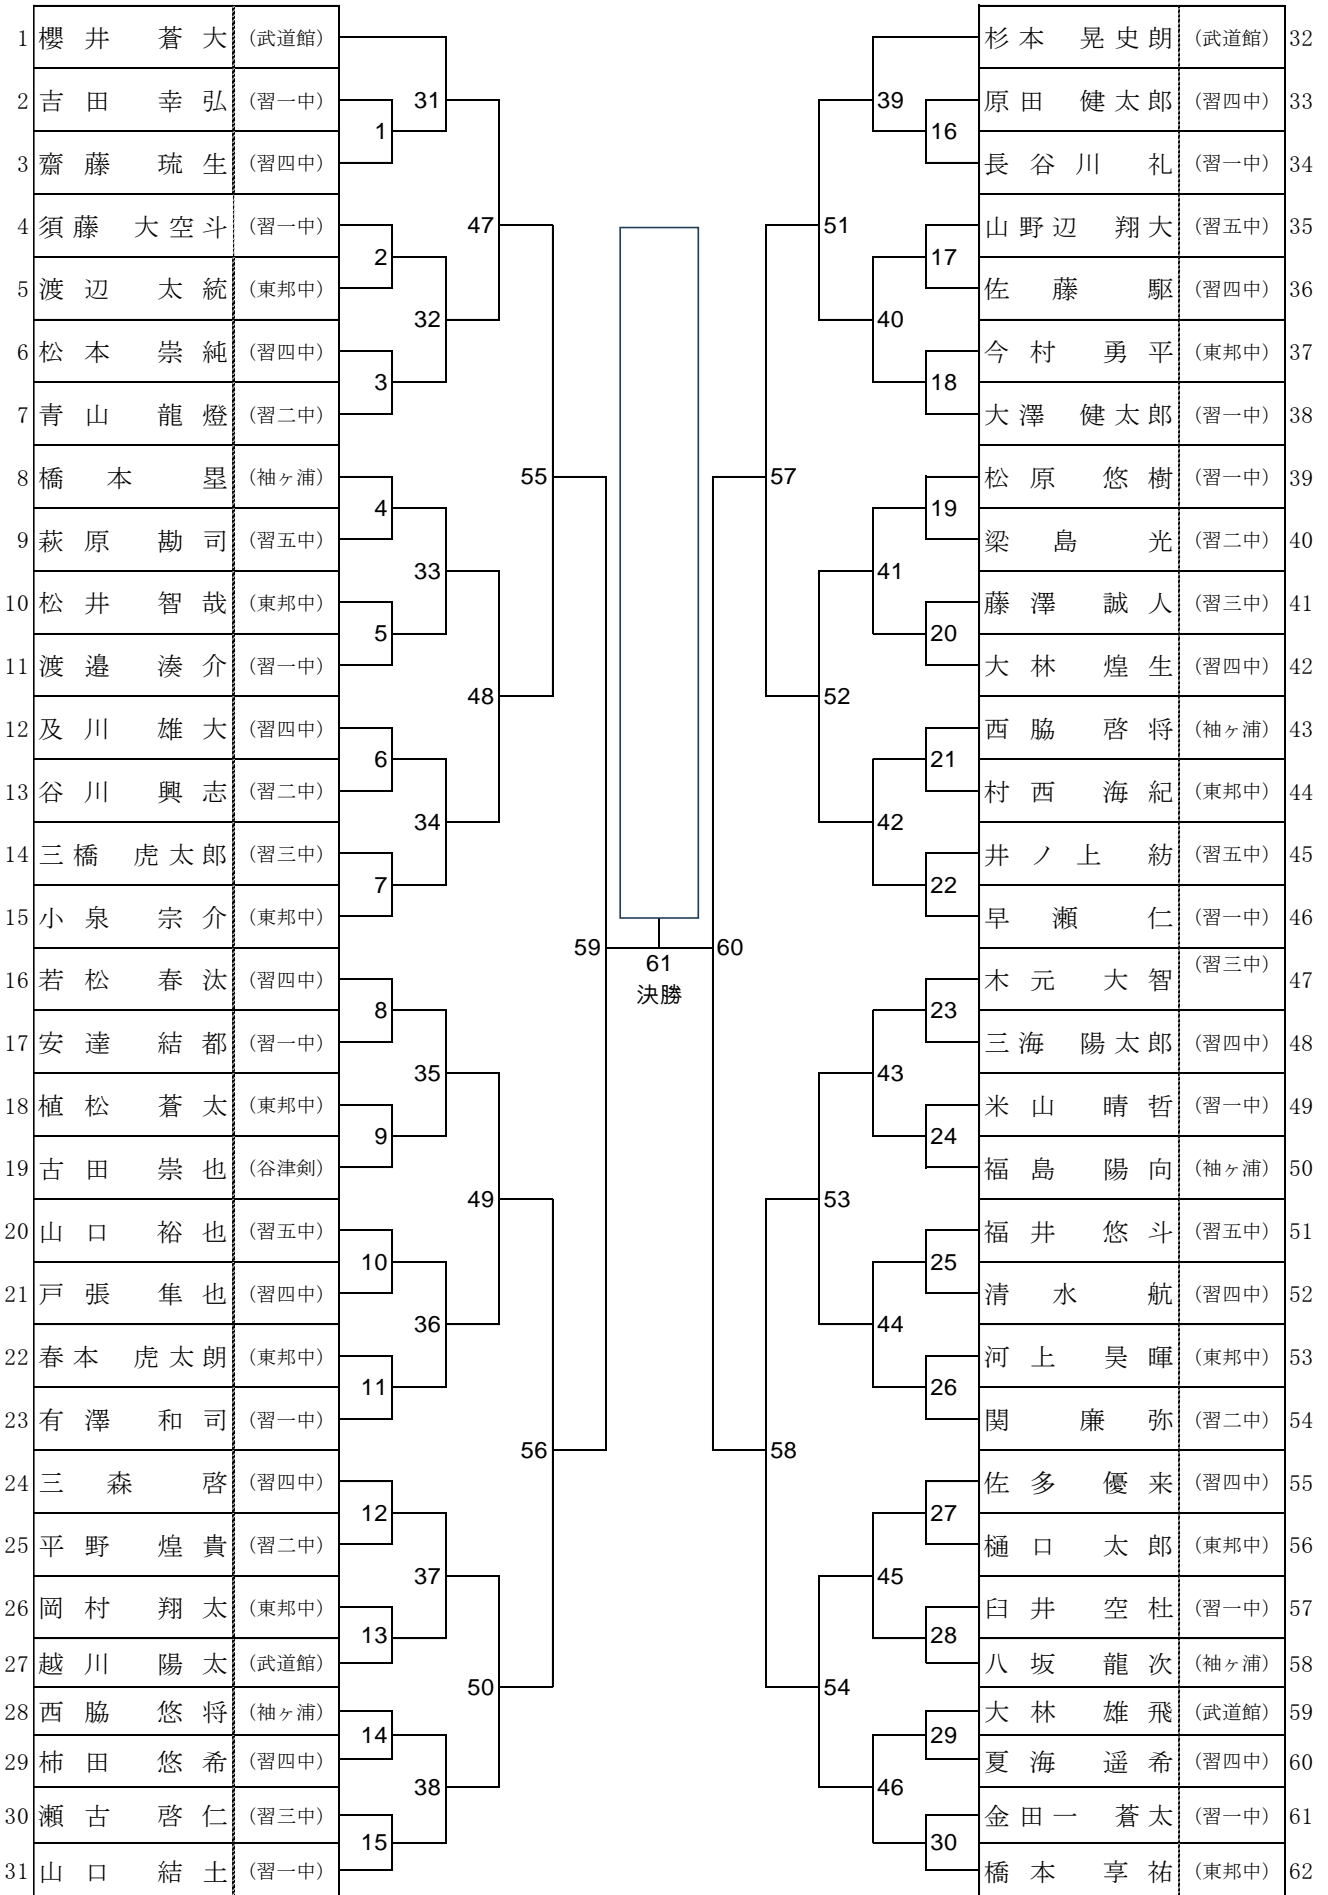 1 櫻井 蒼大 (武道館)
2 吉田 幸弘 (習一中)
3 齋藤 琉生 (習四中)
4 須藤 大空斗 (習一中)
5 渡辺 太統 (東邦中)
6 松本 崇純 (習四中)
7 青山 龍燈 (習二中)
8 橋本 塁 (袖ヶ浦)
9 萩原 勘司 (習五中)
10 松井 智哉 (東邦中)
11 渡邉 湊介 (習一中)
12 及川 雄大 (習四中)
13 谷川 興志 (習二中)
14 三橋 虎太郎 (習三中)
15 小泉 宗介 (東邦中)
16 若松 春汰 (習四中)
17 安達 結都 (習一中)
18 植松 蒼太 (東邦中)
19 古田 崇也 (谷津剣)
20 山口 裕也 (習五中)
21 戸張 隼也 (習四中)
22 春本 虎太朗 (東邦中)
23 有澤 和司 (習一中)
24 三森 啓 (習四中)
25 平野 煌貴 (習二中)
26 岡村 翔太 (東邦中)
27 越川 陽太 (武道館)
28 西脇 悠将 (袖ヶ浦)
29 柿田 悠希 (習四中)
30 瀬古 啓仁 (習三中)
31 山口 結土 (習一中)
1
2
3
4
5
6
7
8
9
10
11
12
13
14
15
31
32
33
34
35
36
37
38
47
48
49
50
55
56
59
61
決勝
60
57
58
51
52
53
54
39
40
41
42
43
44
45
46
16
17
18
19
20
21
22
23
24
25
26
27
28
29
30
杉本 晃史朗 (武道館) 32
原田 健太郎 (習四中) 33
長谷川 礼 (習一中) 34
山野辺 翔大 (習五中) 35
佐藤 駆 (習四中) 36
今村 勇平 (東邦中) 37
大澤 健太郎 (習一中) 38
松原 悠樹 (習一中) 39
梁島 光 (習二中) 40
藤澤 誠人 (習三中) 41
大林 煌生 (習四中) 42
西脇 啓将 (袖ヶ浦) 43
村西 海紀 (東邦中) 44
井ノ上 紡 (習五中) 45
早瀬 仁 (習一中) 46
木元 大智 (習三中) 47
三海 陽太郎 (習四中) 48
米山 晴哲 (習一中) 49
福島 陽向 (袖ヶ浦) 50
福井 悠斗 (習五中) 51
清水 航 (習四中) 52
河上 昊暉 (東邦中) 53
関 廉弥 (習二中) 54
佐多 優来 (習四中) 55
樋口 太郎 (東邦中) 56
臼井 空杜 (習一中) 57
八坂 龍次 (袖ヶ浦) 58
大林 雄飛 (武道館) 59
夏海 遥希 (習四中) 60
金田一 蒼太 (習一中) 61
橋本 享祐 (東邦中) 62